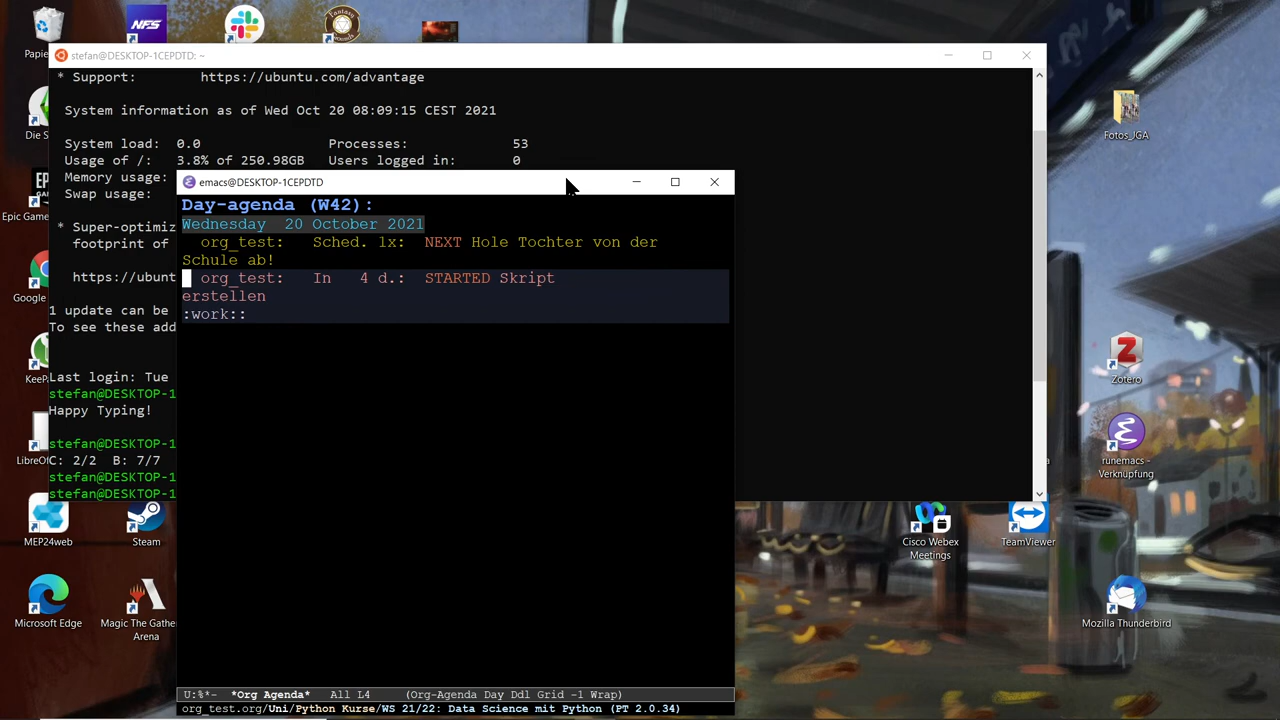 Papie
stefan@DESKTOP-1CEPDTD: ~
* Support: https://ubuntu.com/advantage
System information as of Wed Oct 20 08:09:15 CEST 2021
System load: 0.0 Processes: 53
Usage of /: 3.8% of 250.98GB Users logged in: 0
Memory usage:
Swap usage:
* Super-optimiz
footprint of
https://ubunt
1 update can be
To see these add
Last login: Tue
stefan@DESKTOP-1
Happy Typing!
stefan@DESKTOP-1
C: 2/2 B: 7/7
stefan@DESKTOP-1
stefan@DESKTOP-1
emacs@DESKTOP-1CEPDTD
Day-agenda (W42):
Wednesday 20 October 2021
org_test: Sched. 1x: NEXT Hole Tochter von der
Schule ab!
org_test: In 4 d.: STARTED Skript
erstellen
:work::
U:%*- *Org Agenda* All L4 (Org-Agenda Day Ddl Grid -1 Wrap)
org_test.org/Uni/Python Kurse/WS 21/22: Data Science mit Python (PT 2.0.34)
Die S
EPIC
Epic Game
Google
KeeP
LibreOf
MEP24web
Steam
Microsoft Edge
Magic The Gather
Arena
NFS
Fotos_JGA
Z
Zotero
runemacs -
Verknüpfung
Cisco Webex
Meetings
TeamViewer
Mozilla Thunderbird